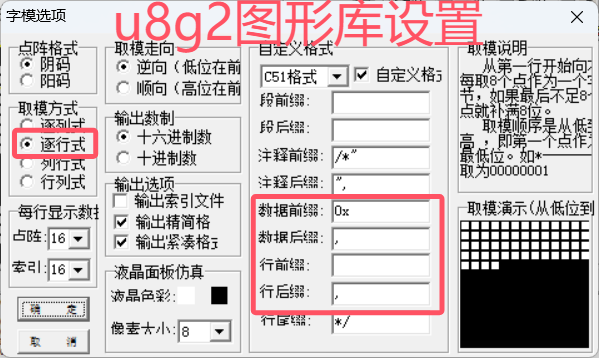 字模选项
u8g2图形库设置
点阵格式
阴码
阳码
取模方式
逐列式
逐行式
列行式
行列式
每行显示数据
点阵: 16
索引: 16
确 定
取 消
取模走向
逆向(低位在前
顺向(高位在前
输出数制
十六进制数
十进制数
输出选项
输出索引文件
输出精简格
输出紧凑格式
液晶面板仿真
液晶色彩:
像素大小: 8
自定义格式
C51格式
自定义格式
段前缀:
段后缀:
注释前缀: /*"
注释后缀: ",
数据前缀: 0x
数据后缀: ,
行前缀:
行后缀: ,
行尾缀: */
取模说明
从第一行开始向
每取8个点作为一个
节,如果最后不足8
点就补满8位。
取模顺序是从低到
高,即第一个点作
最低位。如*
取为00000001
取模演示(从低位到